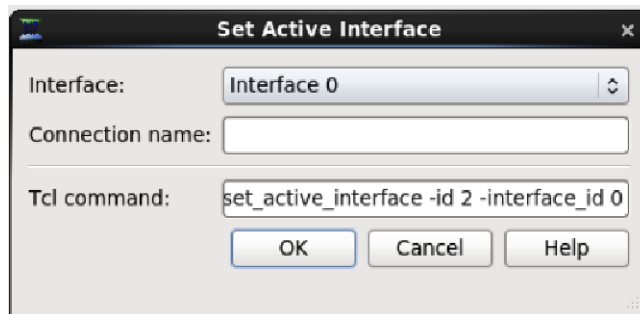 Set Active Interface
Interface: Interface 0
Connection name:
Tcl command: set_active_interface -id 2 -interface_id 0
OK Cancel Help